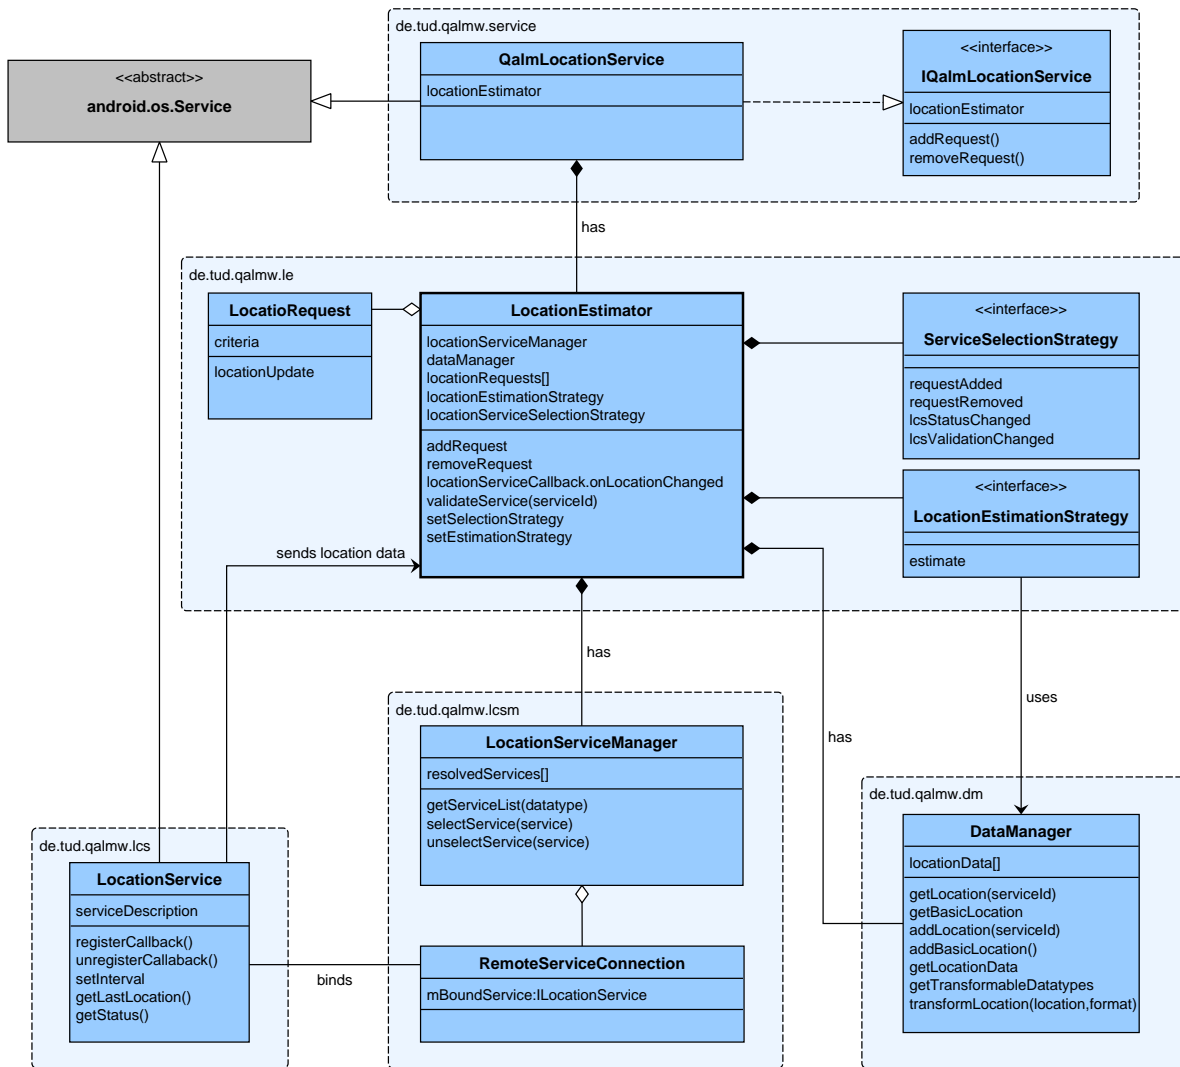 de.tud.qalmw.service
<<abstract>>
android.os.Service
QalmLocationService
locationEstimator
<<interface>>
IQalmLocationService
locationEstimator
addRequest()
removeRequest()
has
de.tud.qalmw.le
LocatioRequest
criteria
locationUpdate
LocationEstimator
locationServiceManager
dataManager
locationRequests[]
locationEstimationStrategy
locationServiceSelectionStrategy
addRequest
removeRequest
locationServiceCallback.onLocationChanged
validateService(serviceId)
setSelectionStrategy
setEstimationStrategy
<<interface>>
ServiceSelectionStrategy
requestAdded
requestRemoved
lcsStatusChanged
lcsValidationChanged
<<interface>>
LocationEstimationStrategy
estimate
sends location data
has
uses
has
de.tud.qalmw.lcsm
LocationServiceManager
resolvedServices[]
getServiceList(datatype)
selectService(service)
unselectService(service)
RemoteServiceConnection
mBoundService:ILocationService
binds
de.tud.qalmw.lcs
LocationService
serviceDescription
registerCallback()
unregisterCallaback()
setInterval
getLastLocation()
getStatus()
de.tud.qalmw.dm
DataManager
locationData[]
getLocation(serviceId)
getBasicLocation
addLocation(serviceId)
addBasicLocation()
getLocationData
getTransformableDatatypes
transformLocation(location,format)